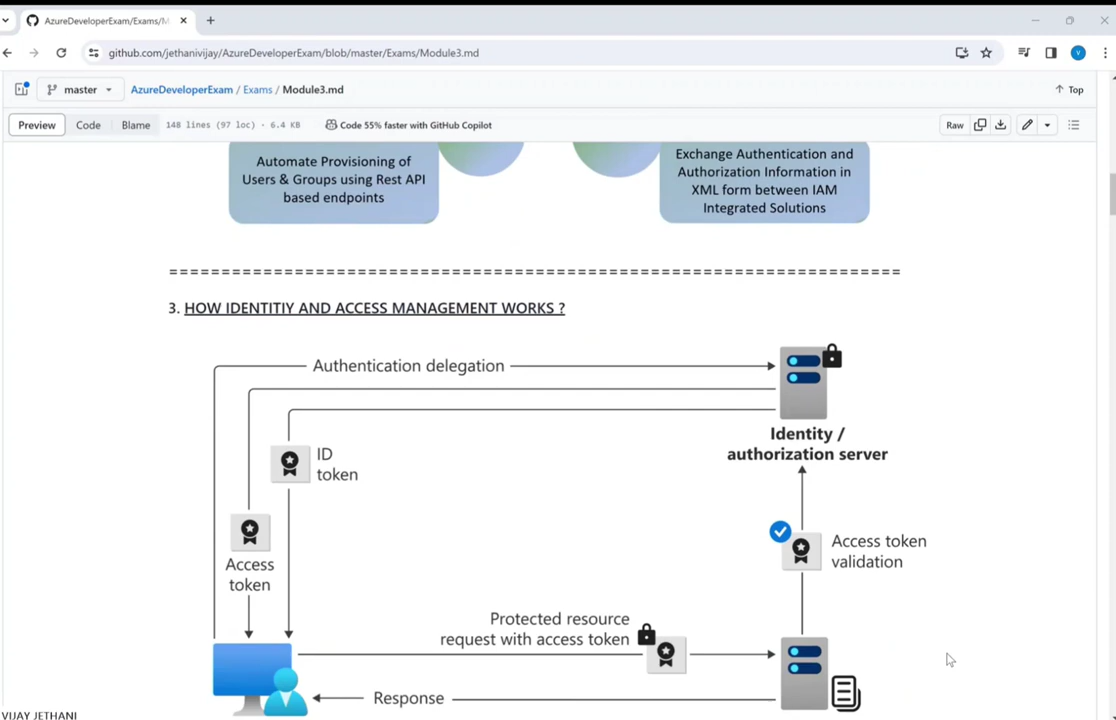 AzureDeveloperExam/Exams/M
github.com/jethanivijay/AzureDeveloperExam/blob/master/Exams/Module3.md
master
AzureDeveloperExam / Exams / Module3.md
Top
Preview
Code
Blame
148 lines (97 loc) · 6.4 KB
Code 55% faster with GitHub Copilot
Raw
Automate Provisioning of
Users & Groups using Rest API
based endpoints
Exchange Authentication and
Authorization Information in
XML form between IAM
Integrated Solutions
3. HOW IDENTITIY AND ACCESS MANAGEMENT WORKS ?
Authentication delegation
Identity /
authorization server
ID
token
Access
token
Access token
validation
Protected resource
request with access token
Response
VIJAY JETHANI